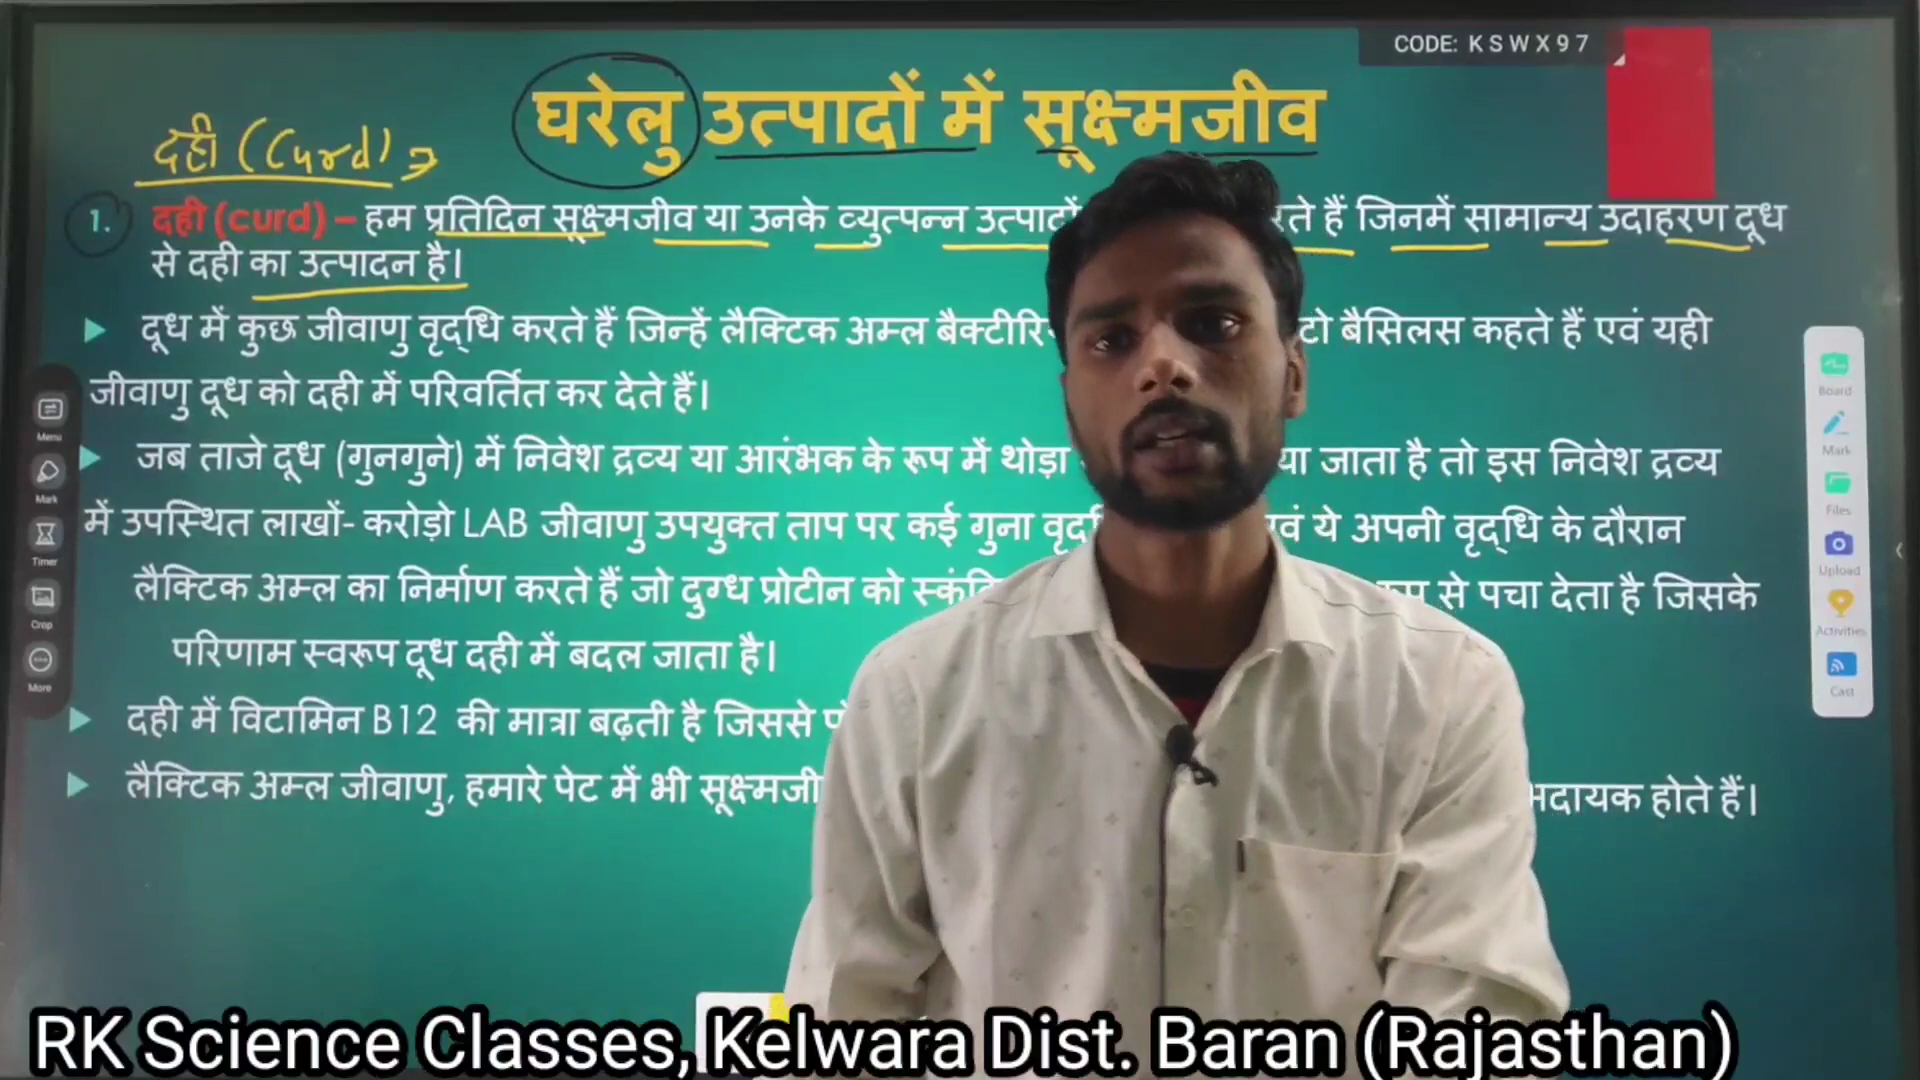 CODE: KSWX97
घरेलु उत्पादों में सूक्ष्मजीव
दही (Curd)
1. दही (curd) – हम प्रतिदिन सूक्ष्मजीव या उनके व्युत्पन्न उत्पादों रते हैं जिनमें सामान्य उदाहरण दूध
से दही का उत्पादन है।
दूध में कुछ जीवाणु वृद्धि करते हैं जिन्हें लैक्टिक अम्ल बैक्टीरि टो बैसिलस कहते हैं एवं यही
जीवाणु दूध को दही में परिवर्तित कर देते हैं।
जब ताजे दूध (गुनगुने) में निवेश द्रव्य या आरंभक के रूप में थोड़ा या जाता है तो इस निवेश द्रव्य
में उपस्थित लाखों- करोड़ो LAB जीवाणु उपयुक्त ताप पर कई गुना वृद्धि एवं ये अपनी वृद्धि के दौरान
लैक्टिक अम्ल का निर्माण करते हैं जो दुग्ध प्रोटीन को स्कंदि से पचा देता है जिसके
परिणाम स्वरूप दूध दही में बदल जाता है।
दही में विटामिन B12 की मात्रा बढ़ती है जिससे
लैक्टिक अम्ल जीवाणु, हमारे पेट में भी सूक्ष्मजी भदायक होते हैं।
Menu
Mark
Timer
Crop
More
Board
Mark
Files
Upload
Activities
Cast
RK Science Classes, Kelwara Dist. Baran (Rajasthan)